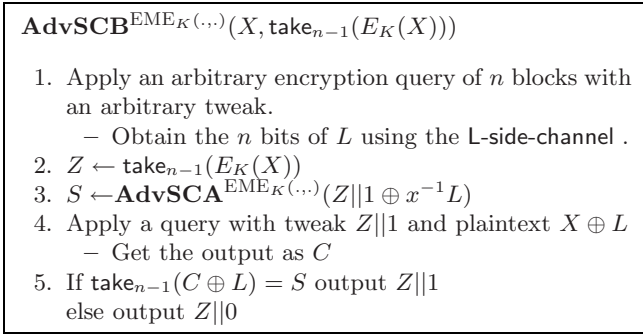 AdvSCB^{EME_K(.,.)}(X, take_{n−1}(E_K(X)))
1. Apply an arbitrary encryption query of n blocks with
an arbitrary tweak.
– Obtain the n bits of L using the L-side-channel .
2. Z ← take_{n−1}(E_K(X))
3. S ←AdvSCA^{EME_K(.,.)}(Z||1 ⊕ x^{−1}L)
4. Apply a query with tweak Z||1 and plaintext X ⊕ L
– Get the output as C
5. If take_{n−1}(C ⊕ L) = S output Z||1
else output Z||0